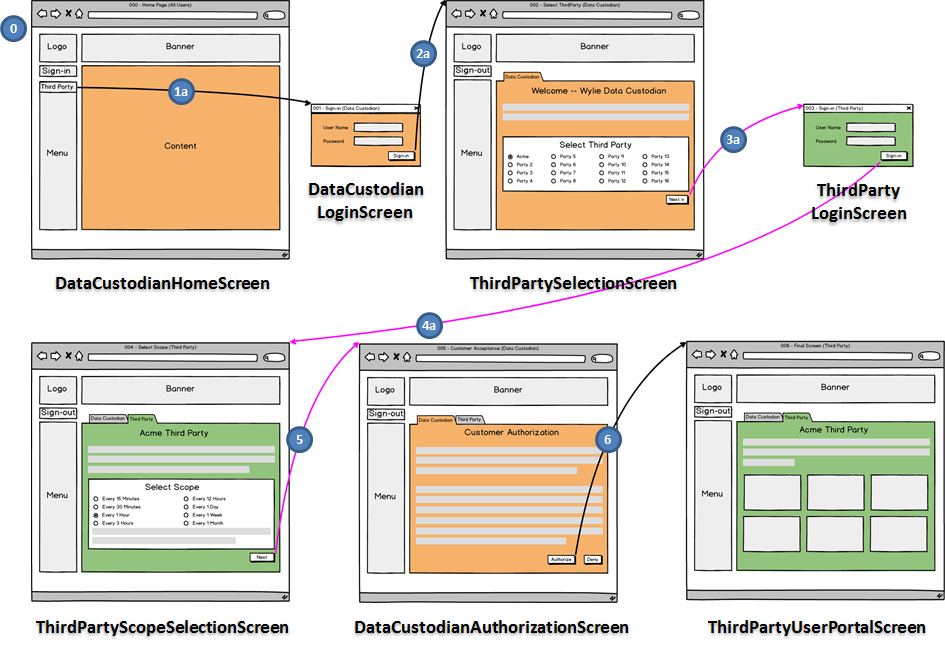 0
000 - Home Page (All Users)
Logo
Banner
Sign-in
Third Party
1a
Menu
Content
DataCustodianHomeScreen
001 - Sign-in (Data Custodian)
User Name
Password
Sign-in
DataCustodian
LoginScreen
2a
002 - Select ThirdParty (Data Custodian)
Logo
Banner
Sign-out
Data Custodian
Welcome -- Wylie Data Custodian
Menu
Select Third Party
Acme
Party 5
Party 9
Party 13
Party 2
Party 6
Party 10
Party 14
Party 3
Party 7
Party 11
Party 15
Party 4
Party 8
Party 12
Party 16
Next >
ThirdPartySelectionScreen
3a
003 - Sign-in (Third Party)
User Name
Password
Sign-in
ThirdParty
LoginScreen
4a
004 - Select Scope (Third Party)
Logo
Banner
Sign-out
Data Custodian
Third Party
Acme Third Party
Menu
Select Scope
Every 15 Minutes
Every 12 Hours
Every 30 Minutes
Every 1 Day
Every 1 Hour
Every 1 Week
Every 3 Hours
Every 1 Month
Next
ThirdPartyScopeSelectionScreen
5
005 - Customer Acceptance (Data Custodian)
Logo
Banner
Sign-out
Data Custodian
Third Party
Customer Authorization
Menu
Authorize
Deny
DataCustodianAuthorizationScreen
6
006 - Final Screen (Third Party)
Logo
Banner
Sign-out
Data Custodian
Third Party
Acme Third Party
Menu
ThirdPartyUserPortalScreen